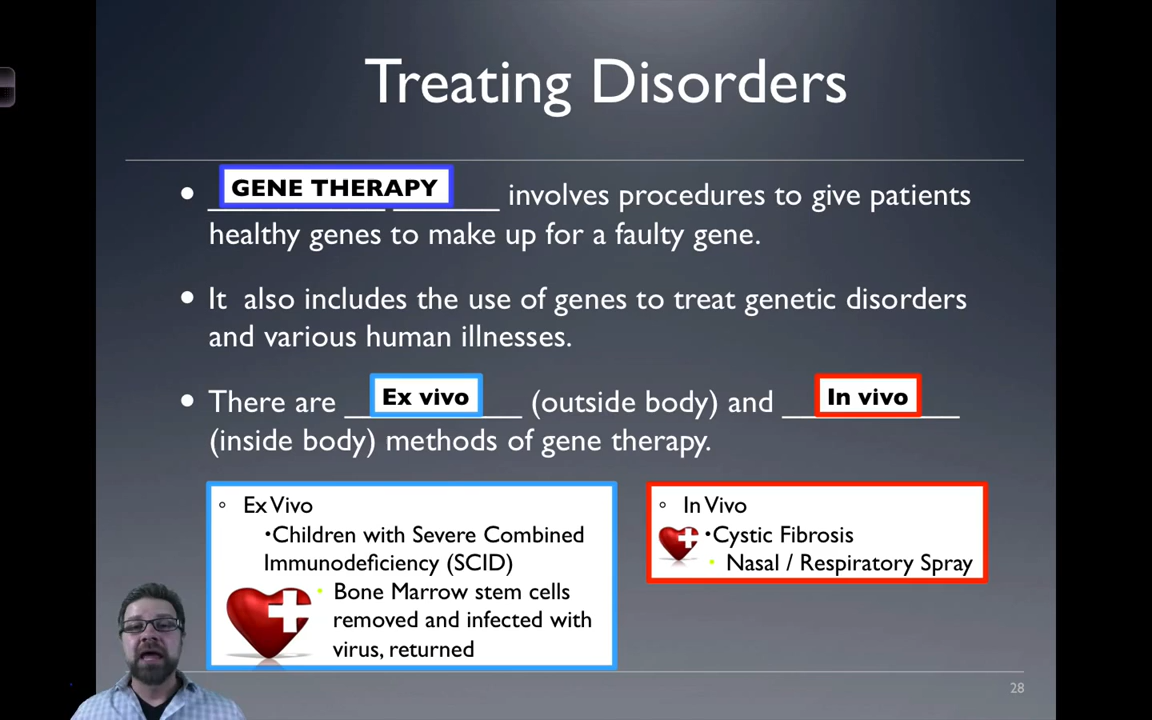 Treating Disorders
• GENE THERAPY involves procedures to give patients
healthy genes to make up for a faulty gene.
• It also includes the use of genes to treat genetic disorders
and various human illnesses.
• There are Ex vivo (outside body) and In vivo
(inside body) methods of gene therapy.
◦ Ex Vivo
•Children with Severe Combined
Immunodeficiency (SCID)
• Bone Marrow stem cells
removed and infected with
virus, returned
◦ In Vivo
•Cystic Fibrosis
• Nasal / Respiratory Spray
28